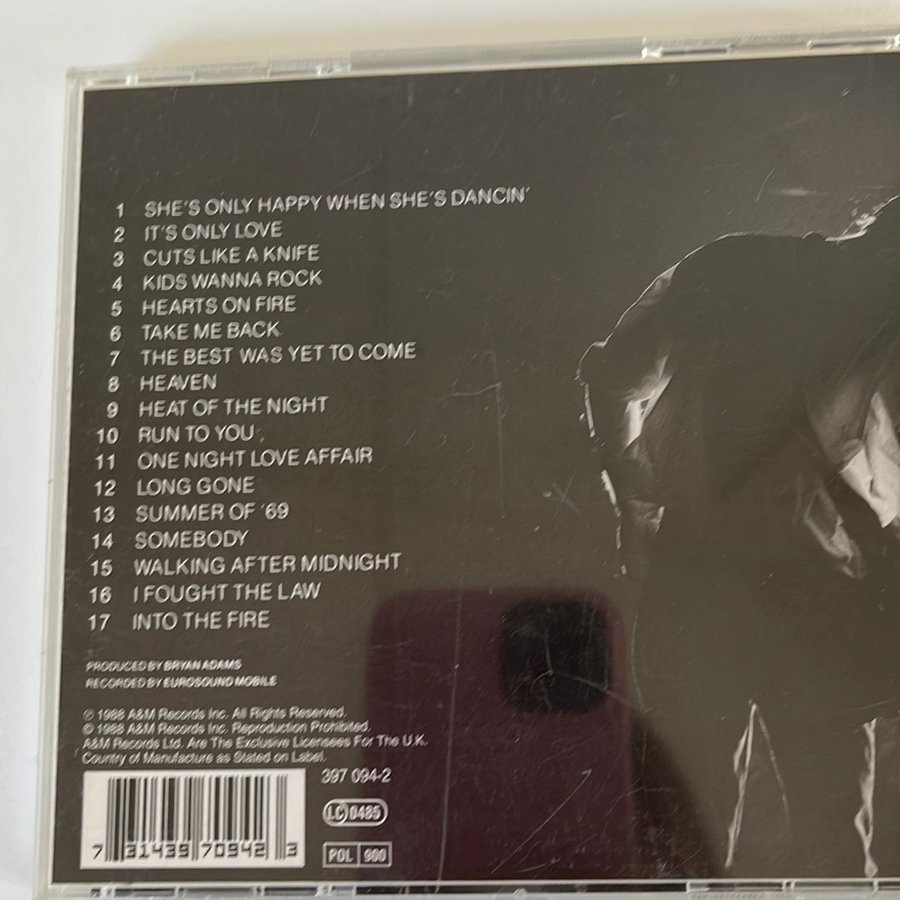 1 SHE'S ONLY HAPPY WHEN SHE'S DANCIN'
2 IT'S ONLY LOVE
3 CUTS LIKE A KNIFE
4 KIDS WANNA ROCK
5 HEARTS ON FIRE
6 TAKE ME BACK
7 THE BEST WAS YET TO COME
8 HEAVEN
9 HEAT OF THE NIGHT
10 RUN TO YOU
11 ONE NIGHT LOVE AFFAIR
12 LONG GONE
13 SUMMER OF '69
14 SOMEBODY
15 WALKING AFTER MIDNIGHT
16 I FOUGHT THE LAW
17 INTO THE FIRE
PRODUCED BY BRYAN ADAMS
RECORDED BY EUROSOUND MOBILE
℗ 1988 A&M Records Inc. All Rights Reserved.
© 1988 A&M Records Inc. Reproduction Prohibited.
A&M Records Ltd. Are The Exclusive Licensees For The U.K.
Country of Manufacture as Stated on Label.
397 094-2
LC 0485
POL 900
7 31439 70942 3